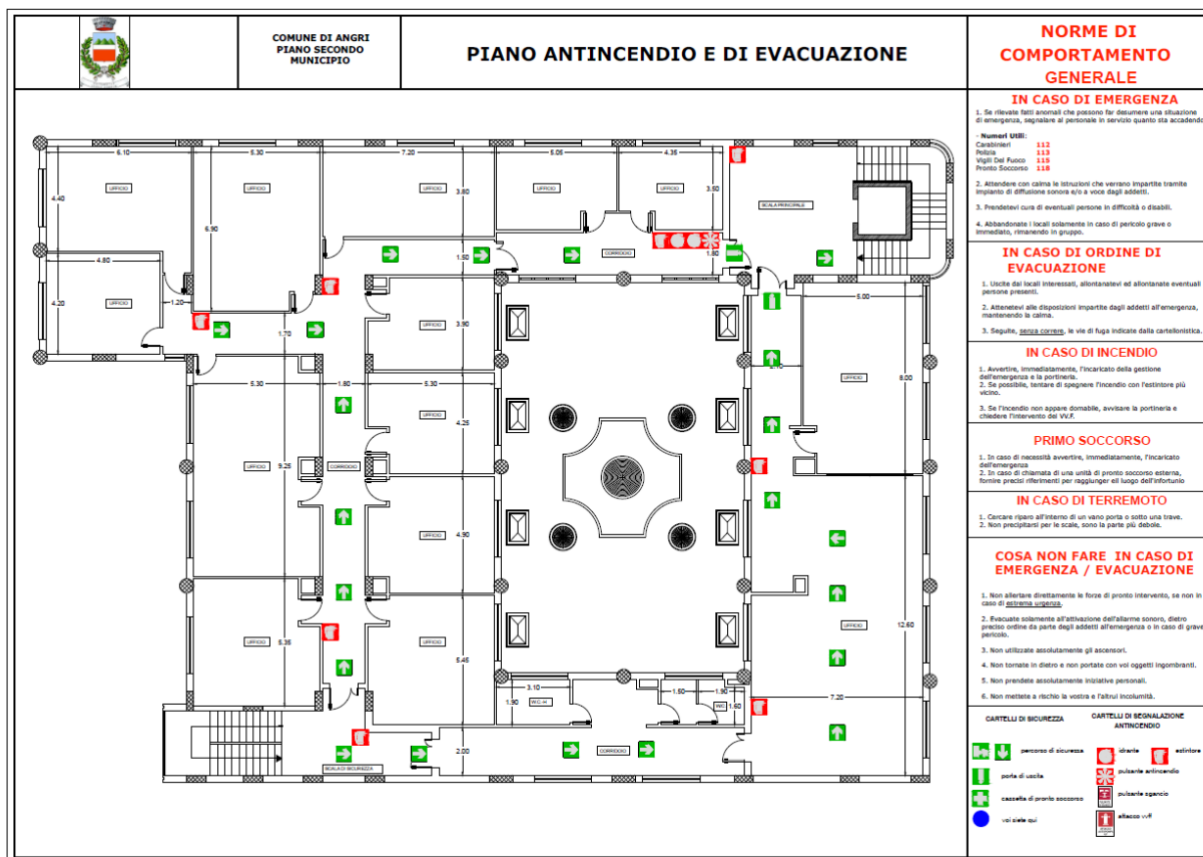 COMUNE DI ANGRI
PIANO SECONDO
MUNICIPIO
PIANO ANTINCENDIO E DI EVACUAZIONE
NORME DI
COMPORTAMENTO
GENERALE
IN CASO DI EMERGENZA
1. Se rilevate fatti anomali che possono far desumere una situazione
di emergenza, segnalare al personale in servizio quanto sta accadendo
- Numeri Utili:
Carabinieri 112
Polizia 113
Vigili Del Fuoco 115
Pronto Soccorso 118
2. Attendere con calma le istruzioni che verrano impartite tramite
impianto di diffusione sonora e/o a voce dagli addetti.
3. Prendetevi cura di eventuali persone in difficoltà o disabili.
4. Abbandonate i locali solamente in caso di pericolo grave o
immediato, rimanendo in gruppo.
IN CASO DI ORDINE DI
EVACUAZIONE
1. Uscite dai locali interessati, allontanatevi ed allontanate eventuali
persone presenti.
2. Attenetevi alle disposizioni impartite dagli addetti all'emergenza,
mantenendo la calma.
3. Seguite, senza correre, le vie di fuga indicate dalla cartellonistica.
IN CASO DI INCENDIO
1. Avvertire, immediatamente, l'incaricato della gestione
dell'emergenza e la portineria.
2. Se possibile, tentare di spegnere l'incendio con l'estintore più
vicino.
3. Se l'incendio non appare domabile, avvisare la portineria e
chiedere l'intervento dei VV.F.
PRIMO SOCCORSO
1. In caso di necessità avvertire, immediatamente, l'incaricato
dell'emergenza
2. In caso di chiamata di una unità di pronto soccorso esterna,
fornire precisi riferimenti per raggiunger eil luogo dell'infortunio
IN CASO DI TERREMOTO
1. Cercare riparo all'interno di un vano porta o sotto una trave.
2. Non precipitarsi per le scale, sono la parte più debole.
COSA NON FARE IN CASO DI
EMERGENZA / EVACUAZIONE
1. Non allertare direttamente le forze di pronto intervento, se non in
caso di estrema urgenza.
2. Evacuate solamente all'attivazione dell'allarme sonoro, dietro
preciso ordine da parte degli addetti all'emergenza o in caso di grave
pericolo.
3. Non utilizzate assolutamente gli ascensori.
4. Non tornate in dietro e non portate con voi oggetti ingombranti.
5. Non prendete assolutamente iniziative personali.
6. Non mettete a rischio la vostra e l'altrui incolumità.
CARTELLI DI SICUREZZA
CARTELLI DI SEGNALAZIONE
ANTINCENDIO
percorso di sicurezza
idrante
estintore
porta di uscita
pulsante antincendio
cassetta di pronto soccorso
pulsante sgancio
voi siete qui
attacco vvff
6.10
5.30
7.20
5.05
4.35
4.40
UFFICIO
UFFICIO
3.80
UFFICIO
UFFICIO
3.60
SCALA PRINCIPALE
6.90
4.80
1.50
CORRIDOIO
1.80
4.20
UFFICIO
1.20
5.00
1.70
3.90
UFFICIO
5.30
1.80
5.30
UFFICIO
8.00
4.25
UFFICIO
UFFICIO
9.25
CORRIDOIO
4.90
UFFICIO
12.60
UFFICIO
UFFICIO
5.35
UFFICIO
5.45
3.10
1.50
1.90
7.20
1.90
WC H
WC
1.60
2.00
CORRIDOIO
SCALA DI SICUREZZA